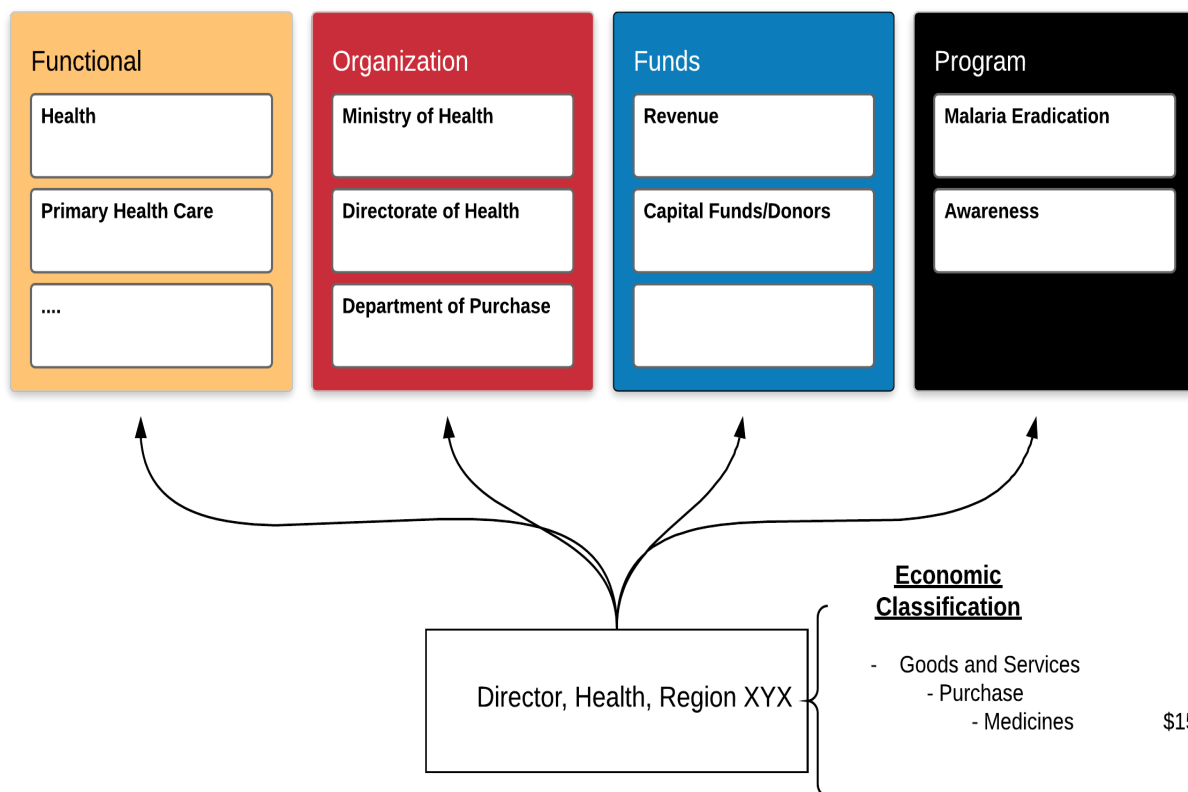 Functional
Health
Primary Health Care
....
Organization
Ministry of Health
Directorate of Health
Department of Purchase
Funds
Revenue
Capital Funds/Donors
Program
Malaria Eradication
Awareness
Director, Health, Region XYX
Economic
Classification
- Goods and Services
- Purchase
- Medicines